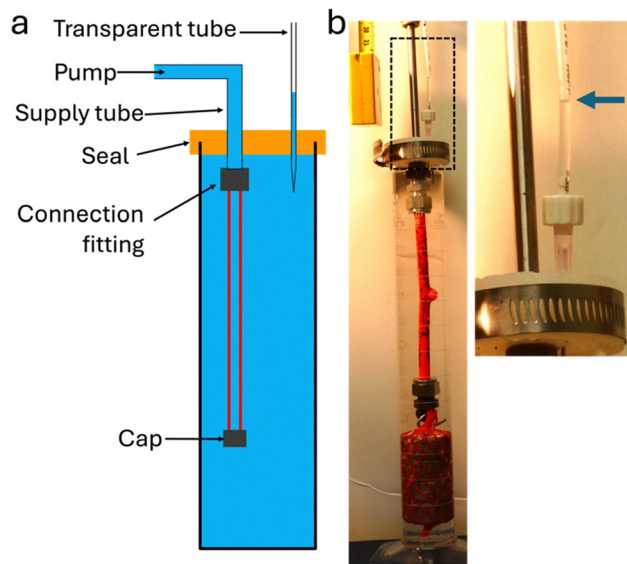 a
Transparent tube
Pump
Supply tube
Seal
Connection
fitting
Cap
b